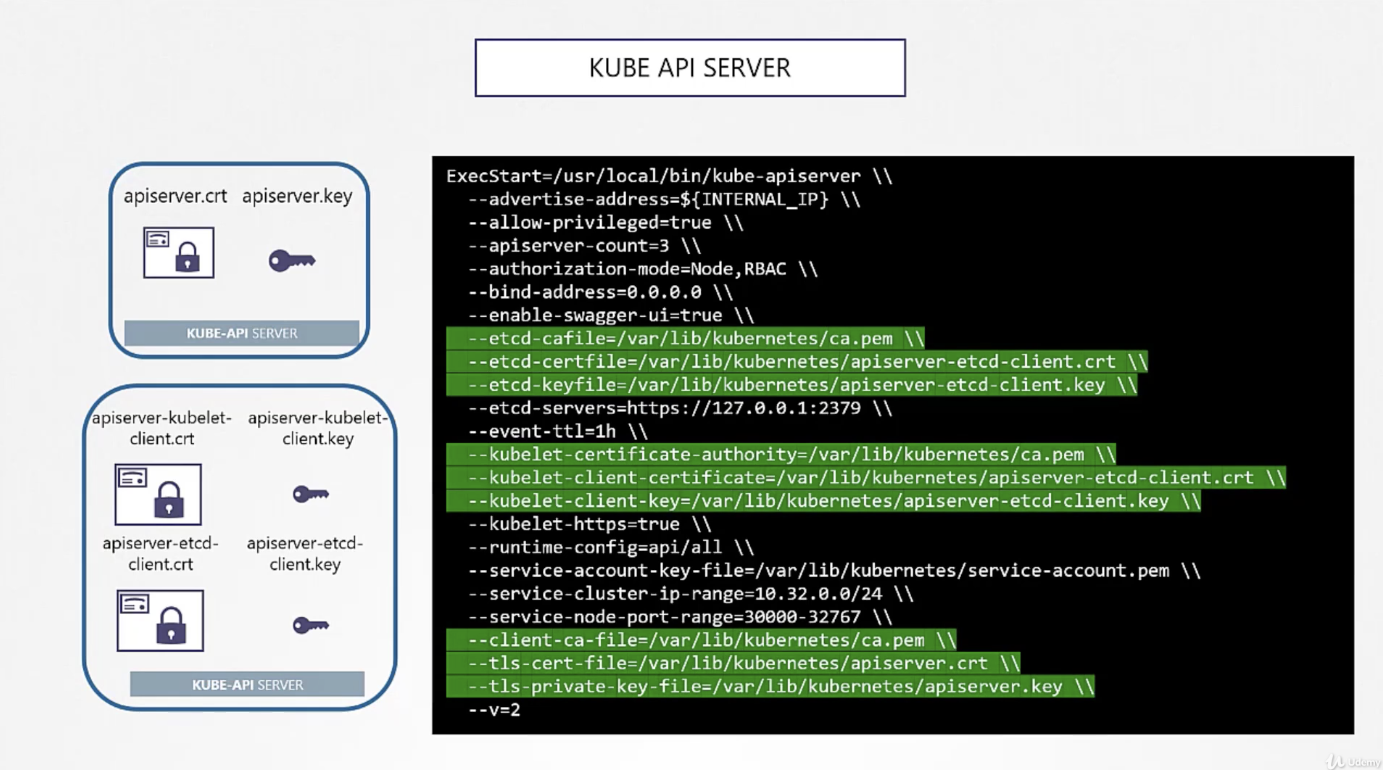 KUBE API SERVER
apiserver.crt apiserver.key
KUBE-API SERVER
apiserver-kubelet-
client.crt
apiserver-kubelet-
client.key
apiserver-etcd-
client.crt
apiserver-etcd-
client.key
KUBE-API SERVER
ExecStart=/usr/local/bin/kube-apiserver \\
--advertise-address=${INTERNAL_IP} \\
--allow-privileged=true \\
--apiserver-count=3 \\
--authorization-mode=Node,RBAC \\
--bind-address=0.0.0.0 \\
--enable-swagger-ui=true \\
--etcd-cafile=/var/lib/kubernetes/ca.pem \\
--etcd-certfile=/var/lib/kubernetes/apiserver-etcd-client.crt \\
--etcd-keyfile=/var/lib/kubernetes/apiserver-etcd-client.key \\
--etcd-servers=https://127.0.0.1:2379 \\
--event-ttl=1h \\
--kubelet-certificate-authority=/var/lib/kubernetes/ca.pem \\
--kubelet-client-certificate=/var/lib/kubernetes/apiserver-etcd-client.crt \\
--kubelet-client-key=/var/lib/kubernetes/apiserver-etcd-client.key \\
--kubelet-https=true \\
--runtime-config=api/all \\
--service-account-key-file=/var/lib/kubernetes/service-account.pem \\
--service-cluster-ip-range=10.32.0.0/24 \\
--service-node-port-range=30000-32767 \\
--client-ca-file=/var/lib/kubernetes/ca.pem \\
--tls-cert-file=/var/lib/kubernetes/apiserver.crt \\
--tls-private-key-file=/var/lib/kubernetes/apiserver.key \\
--v=2
Udemy